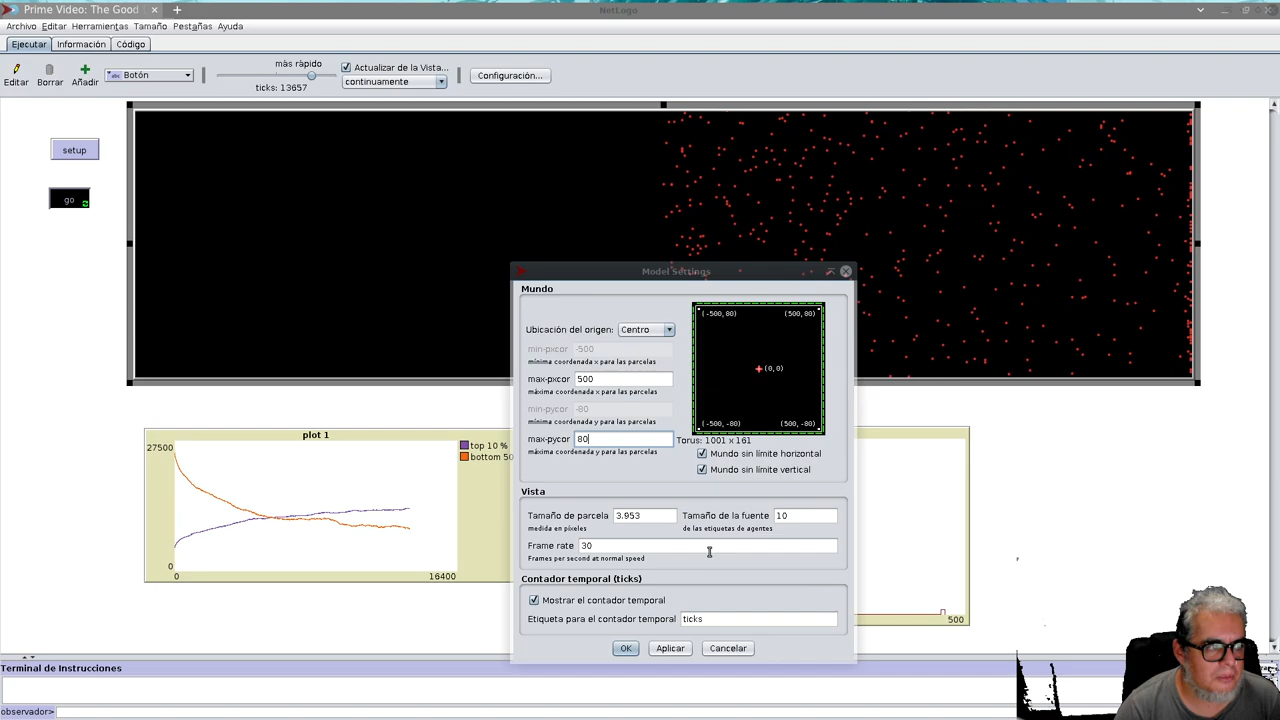 Prime Video: The Good
NetLogo
Archivo Editar Herramientas Tamaño Pestañas Ayuda
Ejecutar Información Código
Editar Borrar Añadir
abc Botón
más rápido
ticks: 13657
Actualizar de la Vista...
continuamente
Configuración...
setup
go
Model Settings
Mundo
Ubicación del origen: Centro
min-pxcor -500
mínima coordenada x para las parcelas
max-pxcor 500
máxima coordenada x para las parcelas
min-pycor -80
mínima coordenada y para las parcelas
max-pycor 80
máxima coordenada y para las parcelas
(-500,80) (500,80)
(0,0)
(-500,-80) (500,-80)
Torus: 1001 x 161
Mundo sin límite horizontal
Mundo sin límite vertical
Vista
Tamaño de parcela 3.953
medida en píxeles
Tamaño de la fuente 10
de las etiquetas de agentes
Frame rate 30
Frames per second at normal speed
Contador temporal (ticks)
Mostrar el contador temporal
Etiqueta para el contador temporal ticks
OK Aplicar Cancelar
plot 1
27500
0
0 16400
top 10 %
bottom 50
500
Terminal de Instrucciones
observador>